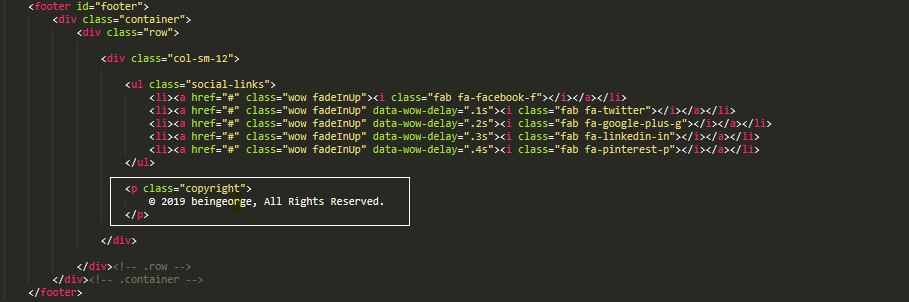 <footer id="footer">
<div class="container">
<div class="row">
<div class="col-sm-12">
<ul class="social-links">
<li><a href="#" class="wow fadeInUp"><i class="fab fa-facebook-f"></i></a></li>
<li><a href="#" class="wow fadeInUp" data-wow-delay=".1s"><i class="fab fa-twitter"></i></a></li>
<li><a href="#" class="wow fadeInUp" data-wow-delay=".2s"><i class="fab fa-google-plus-g"></i></a></li>
<li><a href="#" class="wow fadeInUp" data-wow-delay=".3s"><i class="fab fa-linkedin-in"></i></a></li>
<li><a href="#" class="wow fadeInUp" data-wow-delay=".4s"><i class="fab fa-pinterest-p"></i></a></li>
</ul>
<p class="copyright">
© 2019 beingeorge, All Rights Reserved.
</p>
</div>
</div><!-- .row -->
</div><!-- .container -->
</footer>